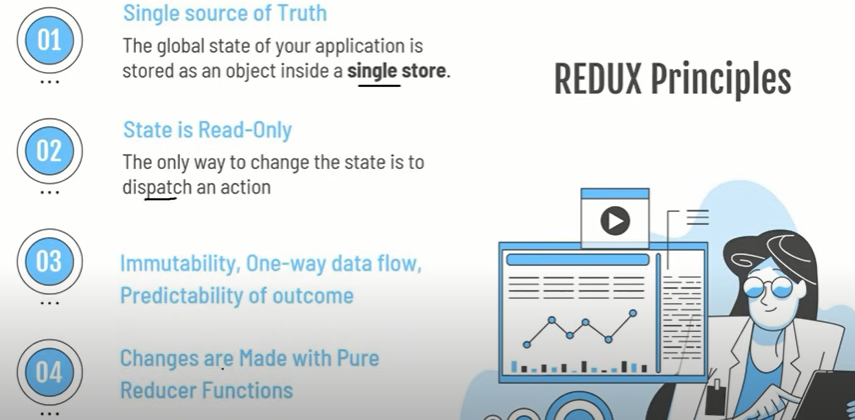 01
Single source of Truth
The global state of your application is
stored as an object inside a single store.
REDUX Principles
02
State is Read-Only
The only way to change the state is to
dispatch an action
03
Immutability, One-way data flow,
Predictability of outcome
04
Changes are Made with Pure
Reducer Functions